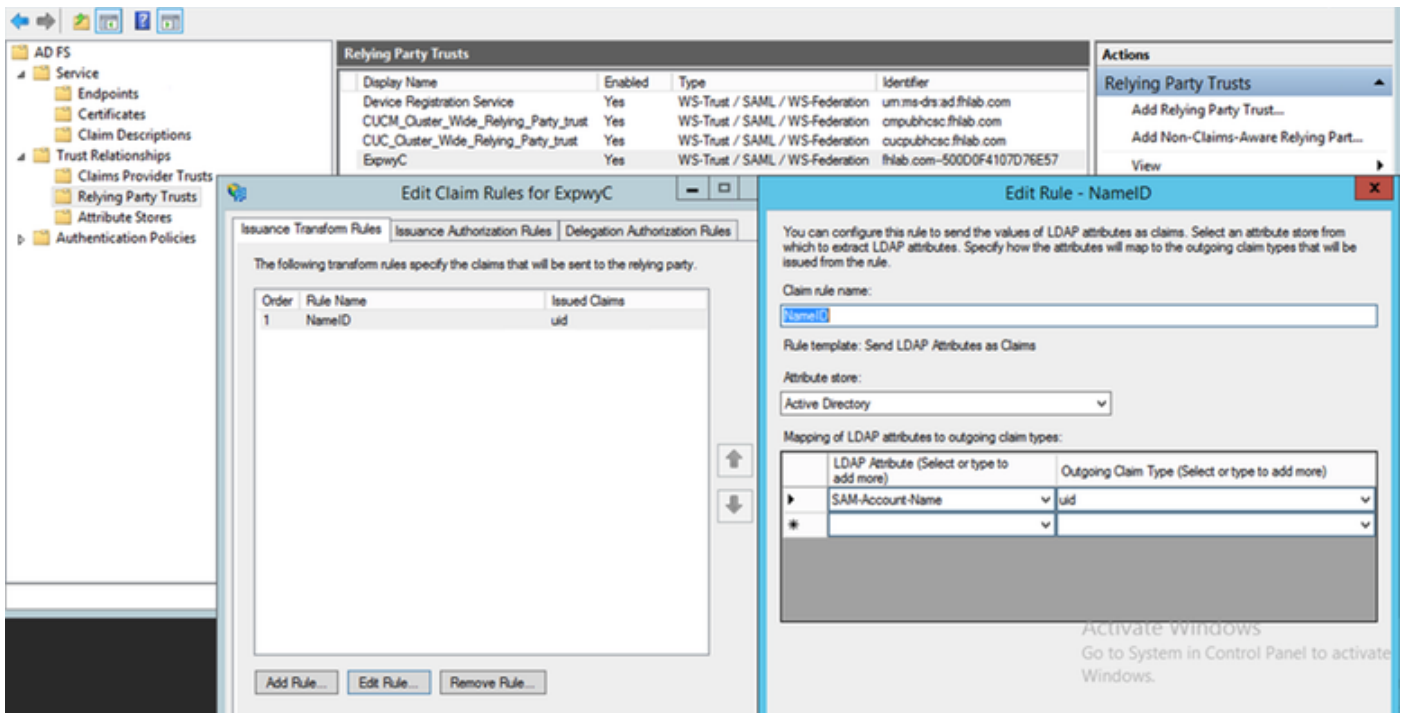 AD FS
Service
Endpoints
Certificates
Claim Descriptions
Trust Relationships
Claims Provider Trusts
Relying Party Trusts
Attribute Stores
Authentication Policies
Relying Party Trusts
Display Name Enabled Type Identifier
Device Registration Service Yes WS-Trust / SAML / WS-Federation urn:ms-drs:ad.fhlab.com
CUCM_Cluster_Wide_Relying_Party_trust Yes WS-Trust / SAML / WS-Federation cmpubhcsc.fhlab.com
CUC_Cluster_Wide_Relying_Party_trust Yes WS-Trust / SAML / WS-Federation cucpubhcsc.fhlab.com
ExpwyC Yes WS-Trust / SAML / WS-Federation fhlab.com--500D0F4107D76E57
Actions
Relying Party Trusts
Add Relying Party Trust...
Add Non-Claims-Aware Relying Part...
View
Edit Claim Rules for ExpwyC
Issuance Transform Rules Issuance Authorization Rules Delegation Authorization Rules
The following transform rules specify the claims that will be sent to the relying party.
Order Rule Name Issued Claims
1 NameID uid
Add Rule... Edit Rule... Remove Rule...
Edit Rule - NameID
x
You can configure this rule to send the values of LDAP attributes as claims. Select an attribute store from
which to extract LDAP attributes. Specify how the attributes will map to the outgoing claim types that will be
issued from the rule.
Claim rule name:
NameID
Rule template: Send LDAP Attributes as Claims
Attribute store:
Active Directory
Mapping of LDAP attributes to outgoing claim types:
LDAP Attribute (Select or type to
add more)
Outgoing Claim Type (Select or type to add more)
SAM-Account-Name uid
Activate Windows
Go to System in Control Panel to activate
Windows.